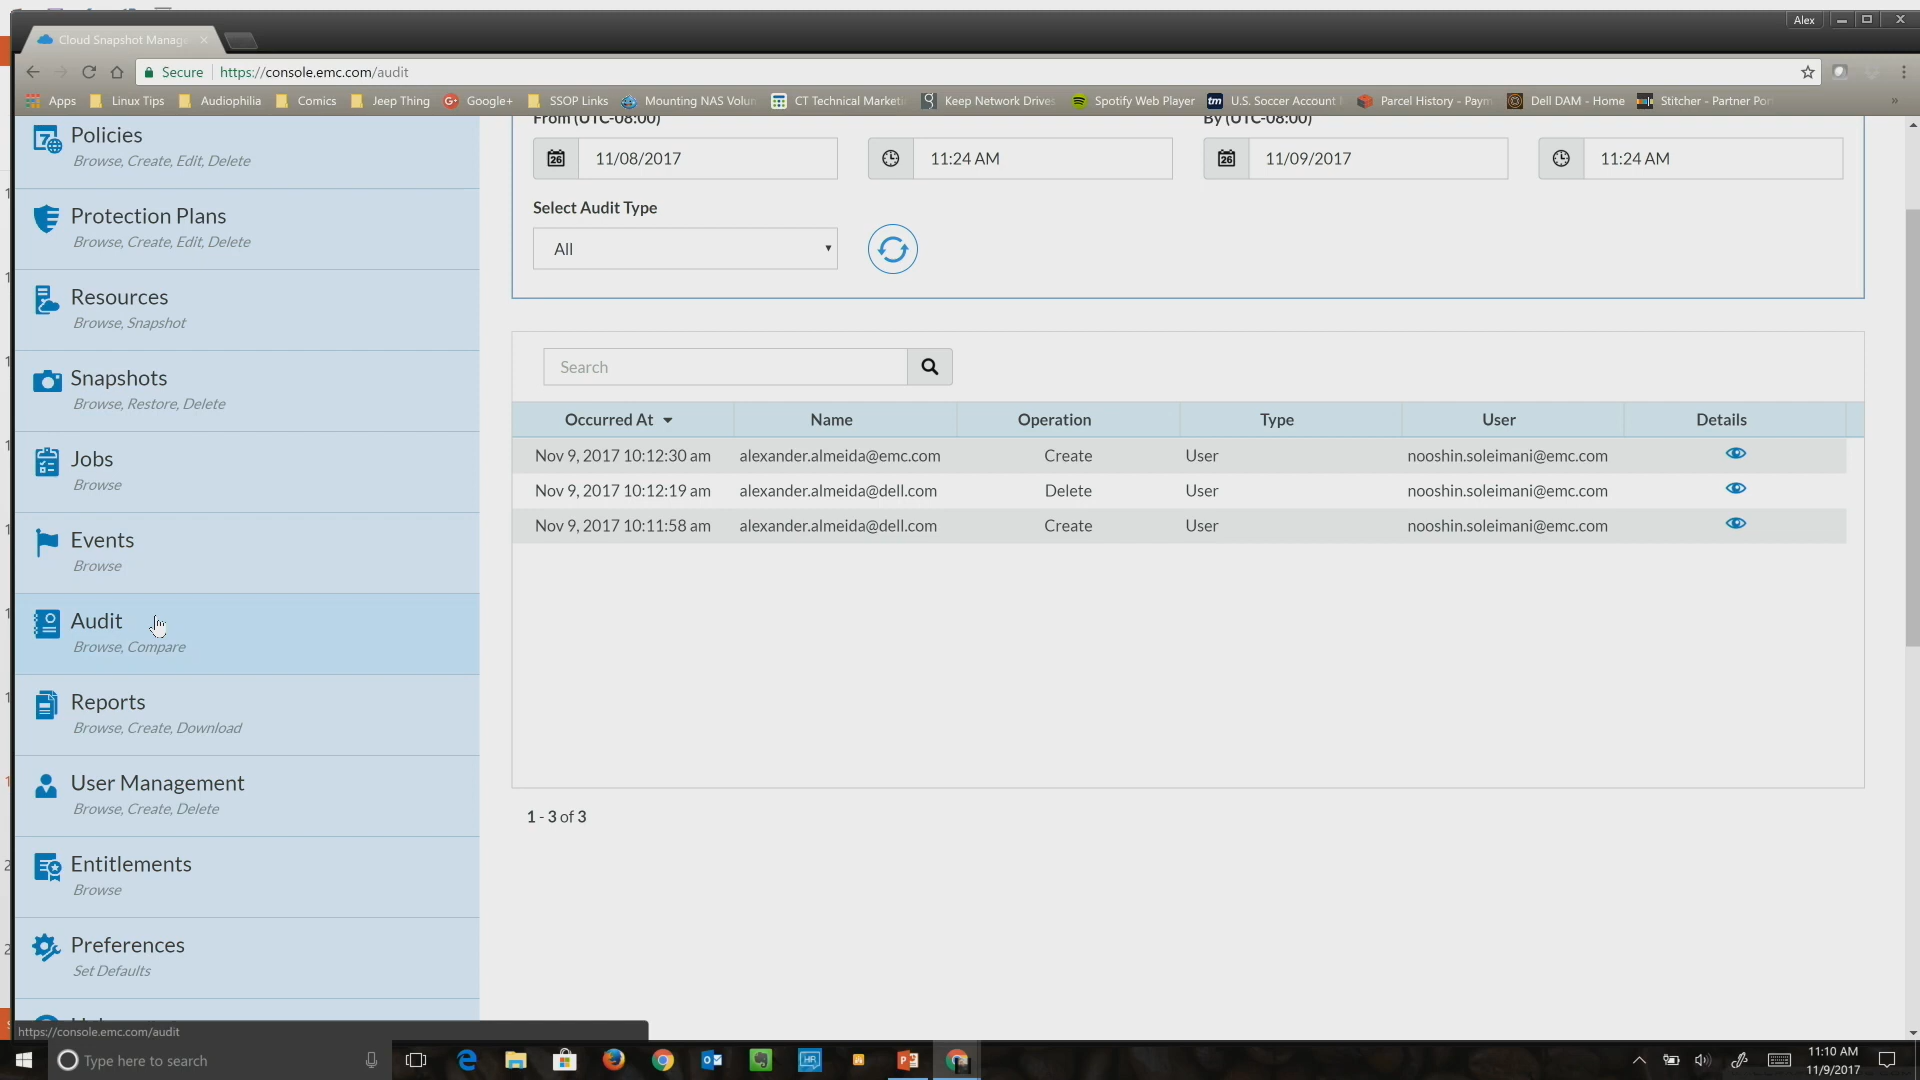 Alex
Cloud Snapshot Manage
Secure
https://console.emc.com/audit
Apps Linux Tips Audiophilia Comics Jeep Thing Google+ SSOP Links Mounting NAS Volun CT Technical Marketi Keep Network Drives Spotify Web Player U.S. Soccer Account Parcel History - Paym Dell DAM - Home Stitcher - Partner Por »
Policies
Browse, Create, Edit, Delete
Protection Plans
Browse, Create, Edit, Delete
Resources
Browse, Snapshot
Snapshots
Browse, Restore, Delete
Jobs
Browse
Events
Browse
Audit
Browse, Compare
Reports
Browse, Create, Download
User Management
Browse, Create, Delete
Entitlements
Browse
Preferences
Set Defaults
From (UTC-08:00) By (UTC-08:00)
26 11/08/2017 11:24 AM 26 11/09/2017 11:24 AM
Select Audit Type
All
Search
Occurred At Name Operation Type User Details
Nov 9, 2017 10:12:30 am alexander.almeida@emc.com Create User nooshin.soleimani@emc.com
Nov 9, 2017 10:12:19 am alexander.almeida@dell.com Delete User nooshin.soleimani@emc.com
Nov 9, 2017 10:11:58 am alexander.almeida@dell.com Create User nooshin.soleimani@emc.com
1 - 3 of 3
https://console.emc.com/audit
Type here to search
11:10 AM
11/9/2017